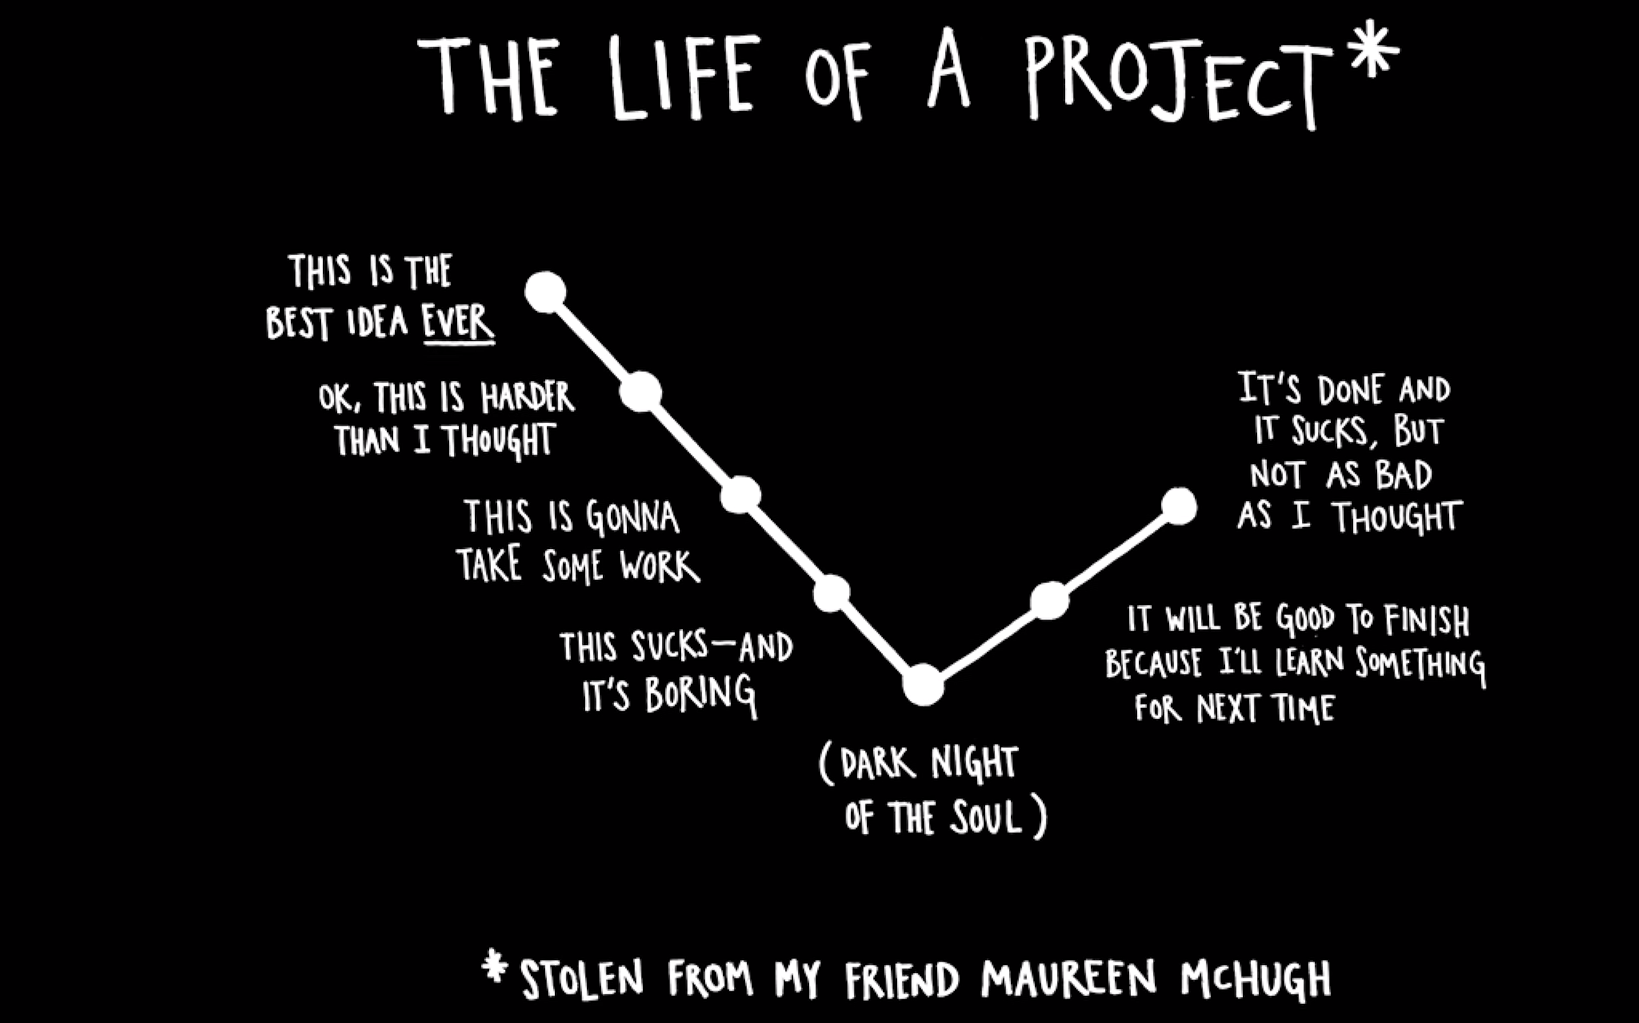 THE LIFE OF A PROJECT*
THIS IS THE
BEST IDEA EVER
OK, THIS IS HARDER
THAN I THOUGHT
THIS IS GONNA
TAKE SOME WORK
THIS SUCKS—AND
IT'S BORING
(DARK NIGHT
OF THE SOUL)
IT WILL BE GOOD TO FINISH
BECAUSE I'LL LEARN SOMETHING
FOR NEXT TIME
IT'S DONE AND
IT SUCKS, BUT
NOT AS BAD
AS I THOUGHT
*STOLEN FROM MY FRIEND MAUREEN MCHUGH